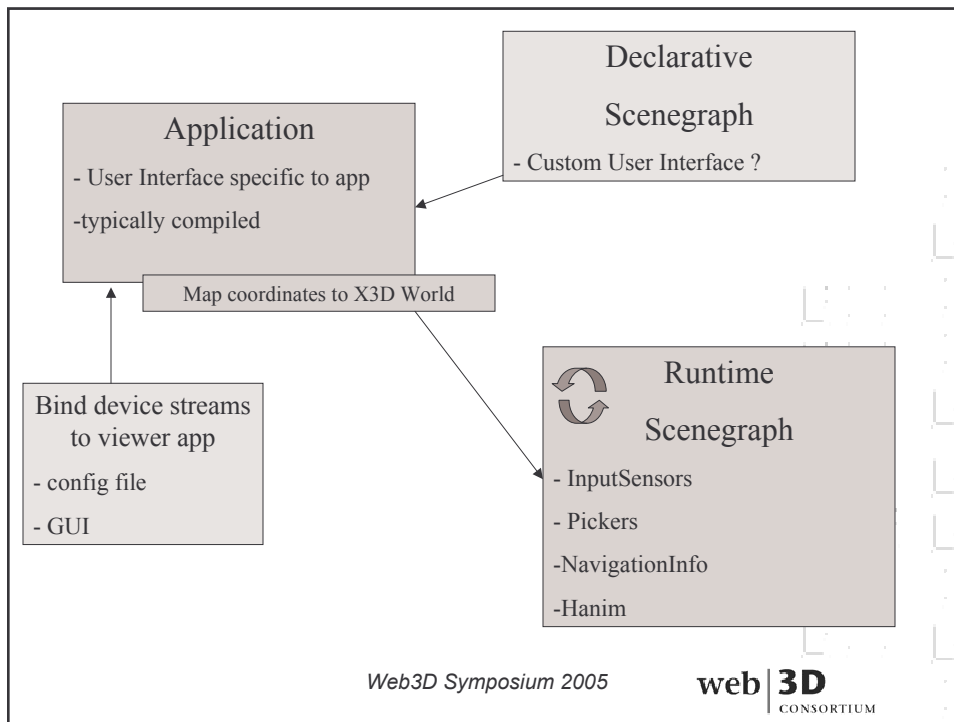 Declarative
Scenegraph
- Custom User Interface ?
Application
- User Interface specific to app
-typically compiled
Map coordinates to X3D World
Bind device streams
to viewer app
- config file
- GUI
Runtime
Scenegraph
- InputSensors
- Pickers
-NavigationInfo
-Hanim
Web3D Symposium 2005
web | 3D
CONSORTIUM